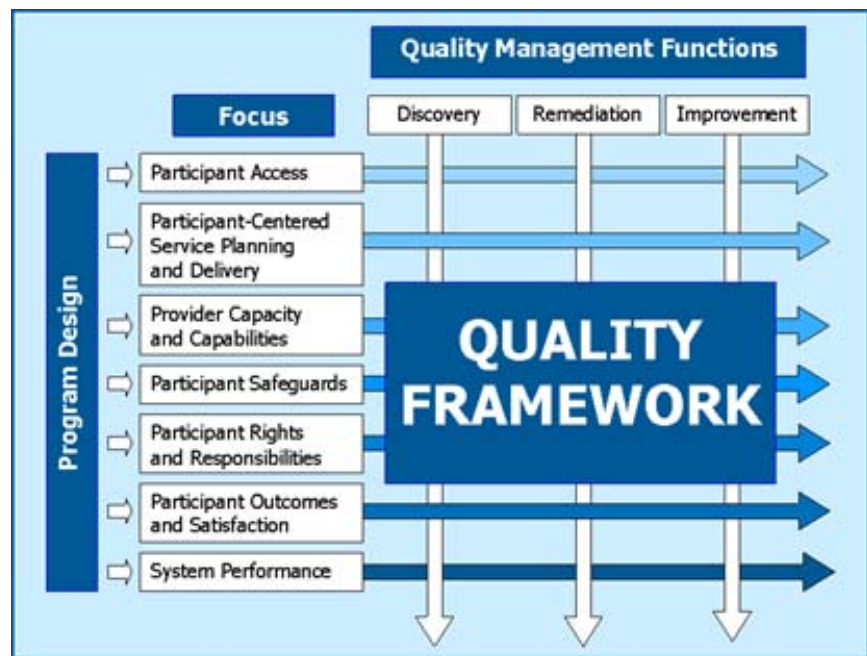 Quality Management Functions
Focus
Discovery
Remediation
Improvement
Program Design
Participant Access
Participant-Centered
Service Planning
and Delivery
Provider Capacity
and Capabilities
Participant Safeguards
Participant Rights
and Responsibilities
Participant Outcomes
and Satisfaction
System Performance
QUALITY
FRAMEWORK